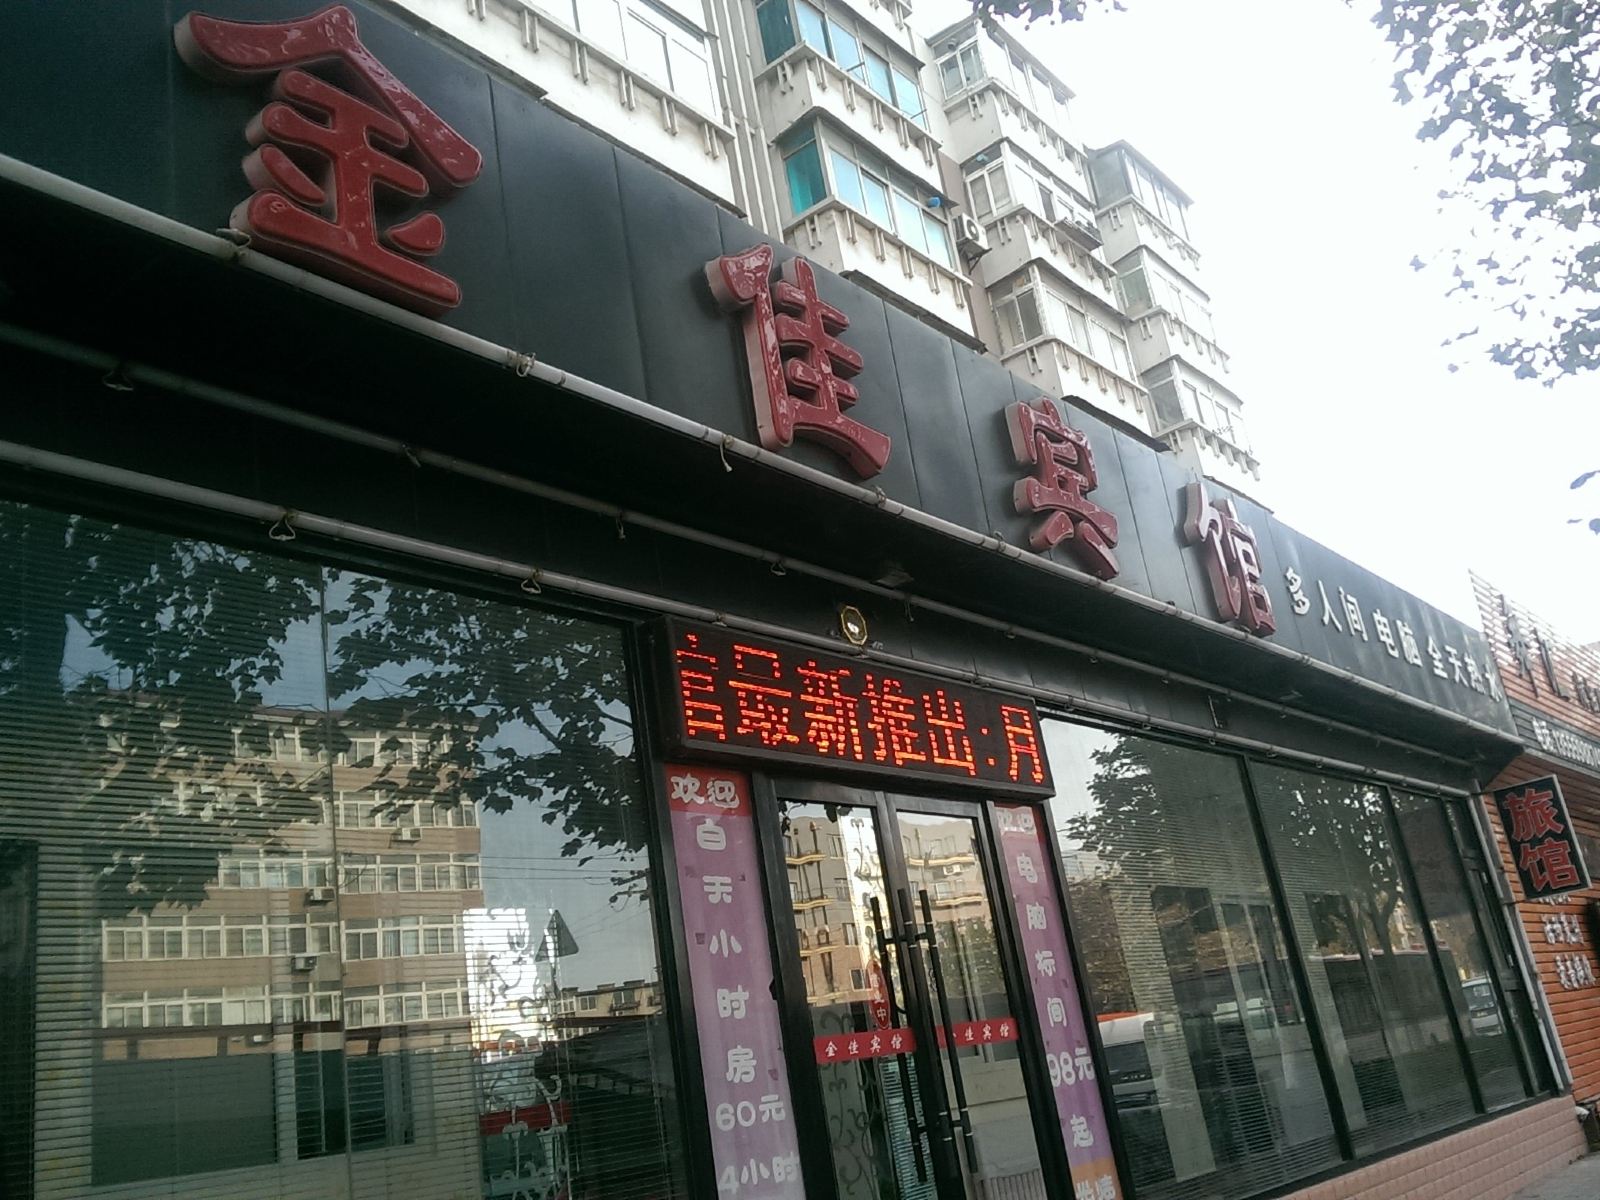 金佳宾馆
多人间 电脑 全天热水
最新推出:月
欢迎
白天小时房60元4小时
欢迎
电脑标间98元起
金佳宾馆
佳宾馆
旅馆